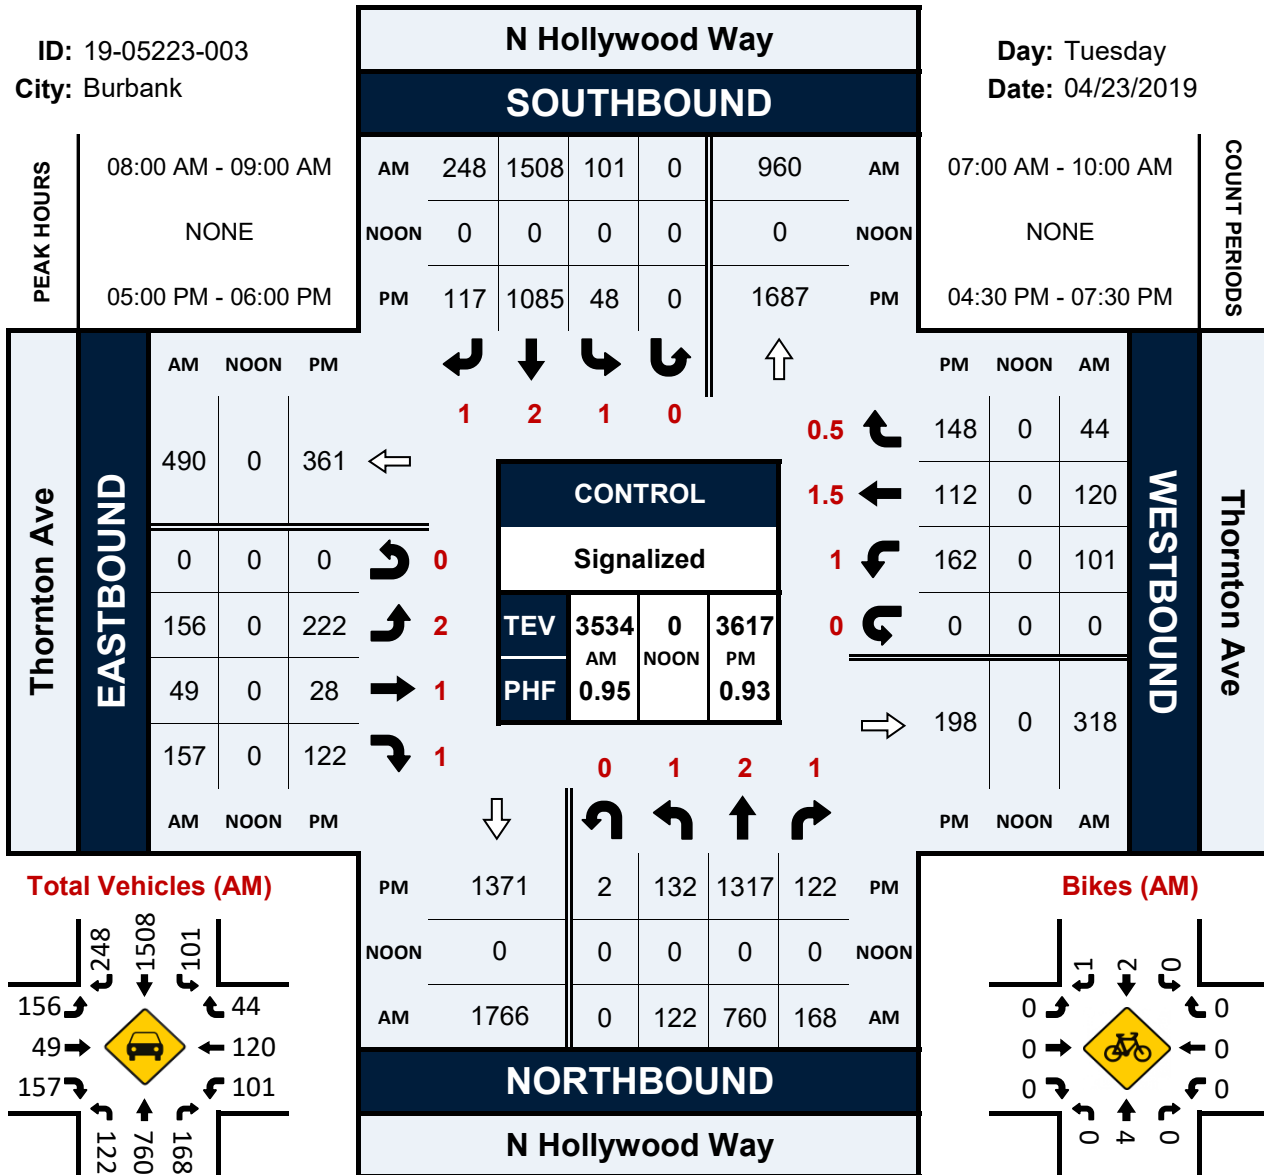 ID: 19-05223-003
City: Burbank
N Hollywood Way
SOUTHBOUND
Day: Tuesday
Date: 04/23/2019
PEAK HOURS
08:00 AM - 09:00 AM
NONE
05:00 PM - 06:00 PM
AM 248 1508 101 0 960 AM
NOON 0 0 0 0 0 NOON
PM 117 1085 48 0 1687 PM
07:00 AM - 10:00 AM
NONE
04:30 PM - 07:30 PM
COUNT PERIODS
1 2 1 0
Thornton Ave
EASTBOUND
AM NOON PM
490 0 361
0 0 0 0
156 0 222 2
49 0 28 1
157 0 122 1
AM NOON PM
CONTROL
Signalized
TEV 3534 0 3617
AM NOON PM
PHF 0.95 0.93
PM NOON AM
0.5 148 0 44
1.5 112 0 120
1 162 0 101
0 0 0 0
198 0 318
PM NOON AM
WESTBOUND
Thornton Ave
0 1 2 1
PM 1371 2 132 1317 122 PM
NOON 0 0 0 0 0 NOON
AM 1766 0 122 760 168 AM
NORTHBOUND
N Hollywood Way
Total Vehicles (AM)
248 1508 101
156 44
49 120
157 101
122 760 168
Bikes (AM)
1 2 0
0 0
0 0
0 0
0 4 0